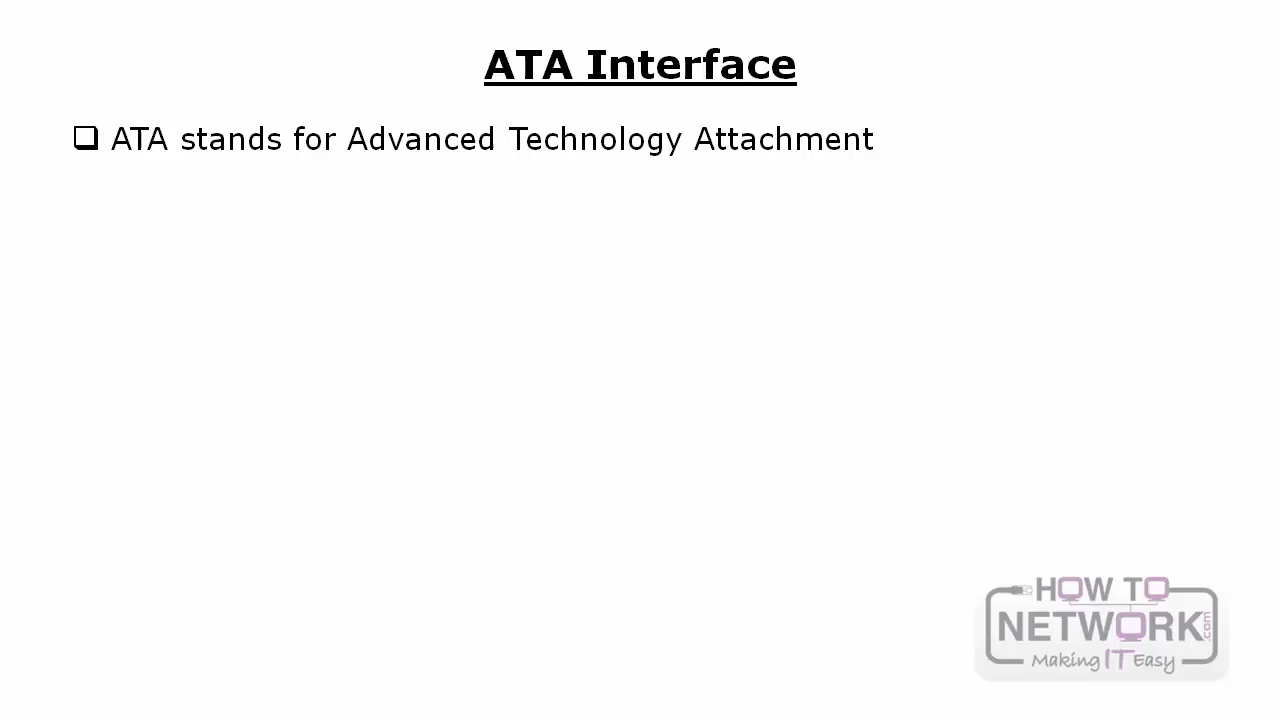 ATA Interface
ATA stands for Advanced Technology Attachment
HOW TO
NETWORK.com
Making IT Easy